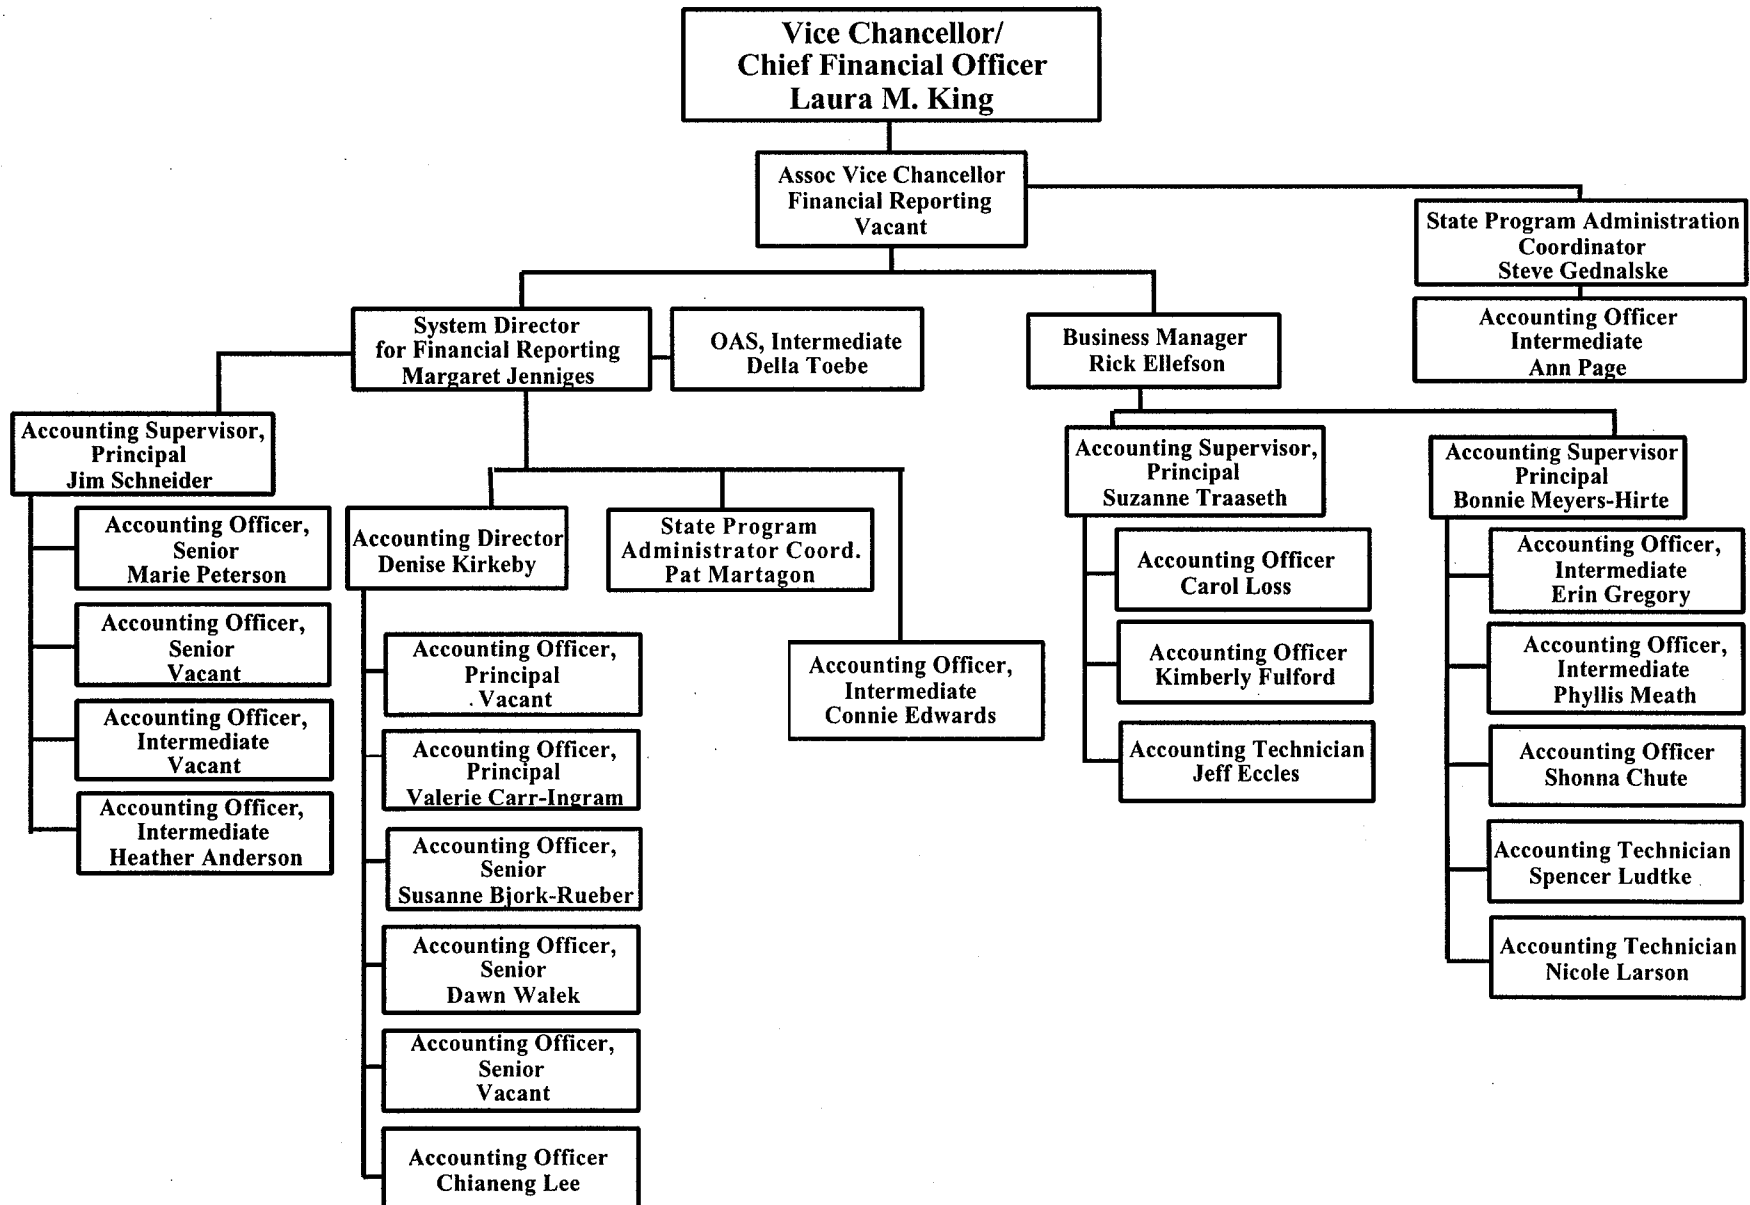 Vice Chancellor/
Chief Financial Officer
Laura M. King
Assoc Vice Chancellor
Financial Reporting
Vacant
State Program Administration
Coordinator
Steve Gednalske
Accounting Officer
Intermediate
Ann Page
System Director
for Financial Reporting
Margaret Jenniges
OAS, Intermediate
Della Toebe
Business Manager
Rick Ellefson
Accounting Supervisor,
Principal
Jim Schneider
Accounting Officer,
Senior
Marie Peterson
Accounting Officer,
Senior
Vacant
Accounting Officer,
Intermediate
Vacant
Accounting Officer,
Intermediate
Heather Anderson
Accounting Director
Denise Kirkeby
Accounting Officer,
Principal
Vacant
Accounting Officer,
Principal
Valerie Carr-Ingram
Accounting Officer,
Senior
Susanne Bjork-Rueber
Accounting Officer,
Senior
Dawn Walek
Accounting Officer,
Senior
Vacant
Accounting Officer
Chianeng Lee
State Program
Administrator Coord.
Pat Martagon
Accounting Officer,
Intermediate
Connie Edwards
Accounting Supervisor,
Principal
Suzanne Traaseth
Accounting Officer
Carol Loss
Accounting Officer
Kimberly Fulford
Accounting Technician
Jeff Eccles
Accounting Supervisor
Principal
Bonnie Meyers-Hirte
Accounting Officer,
Intermediate
Erin Gregory
Accounting Officer,
Intermediate
Phyllis Meath
Accounting Officer
Shonna Chute
Accounting Technician
Spencer Ludtke
Accounting Technician
Nicole Larson